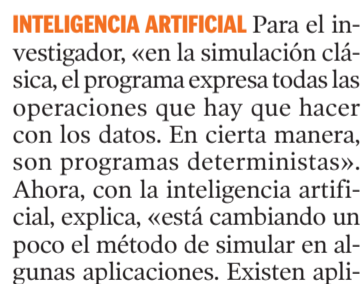 INTELIGENCIA ARTIFICIAL Para el in-
vestigador, «en la simulación clá-
sica, el programa expresa todas las
operaciones que hay que hacer
con los datos. En cierta manera,
son programas deterministas».
Ahora, con la inteligencia artifi-
cial, explica, «está cambiando un
poco el método de simular en al-
gunas aplicaciones. Existen apli-